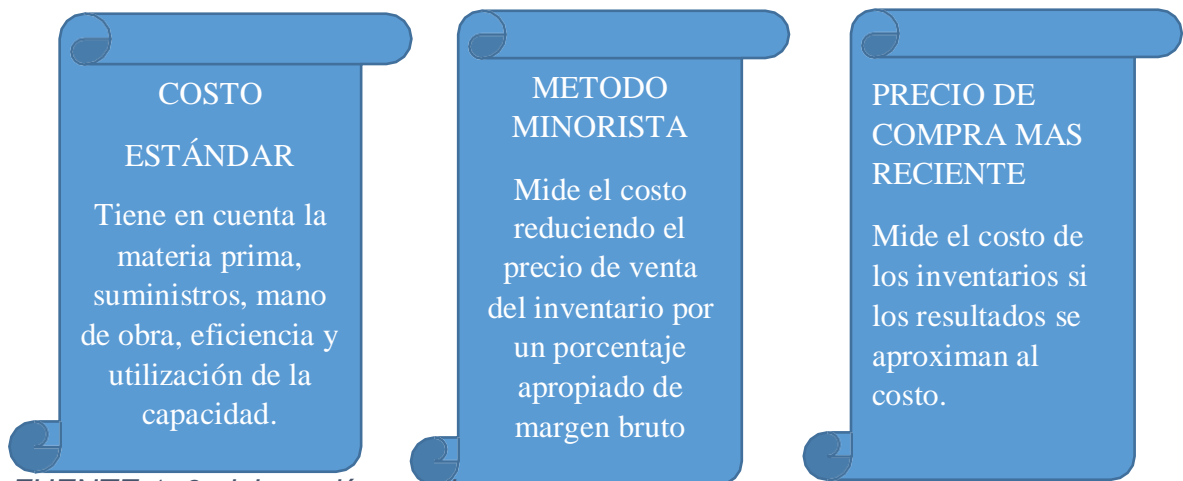 COSTO
ESTÁNDAR
Tiene en cuenta la
materia prima,
suministros, mano
de obra, eficiencia y
utilización de la
capacidad.
METODO
MINORISTA
Mide el costo
reduciendo el
precio de venta
del inventario por
un porcentaje
apropiado de
margen bruto
PRECIO DE
COMPRA MAS
RECIENTE
Mide el costo de
los inventarios si
los resultados se
aproximan al
costo.